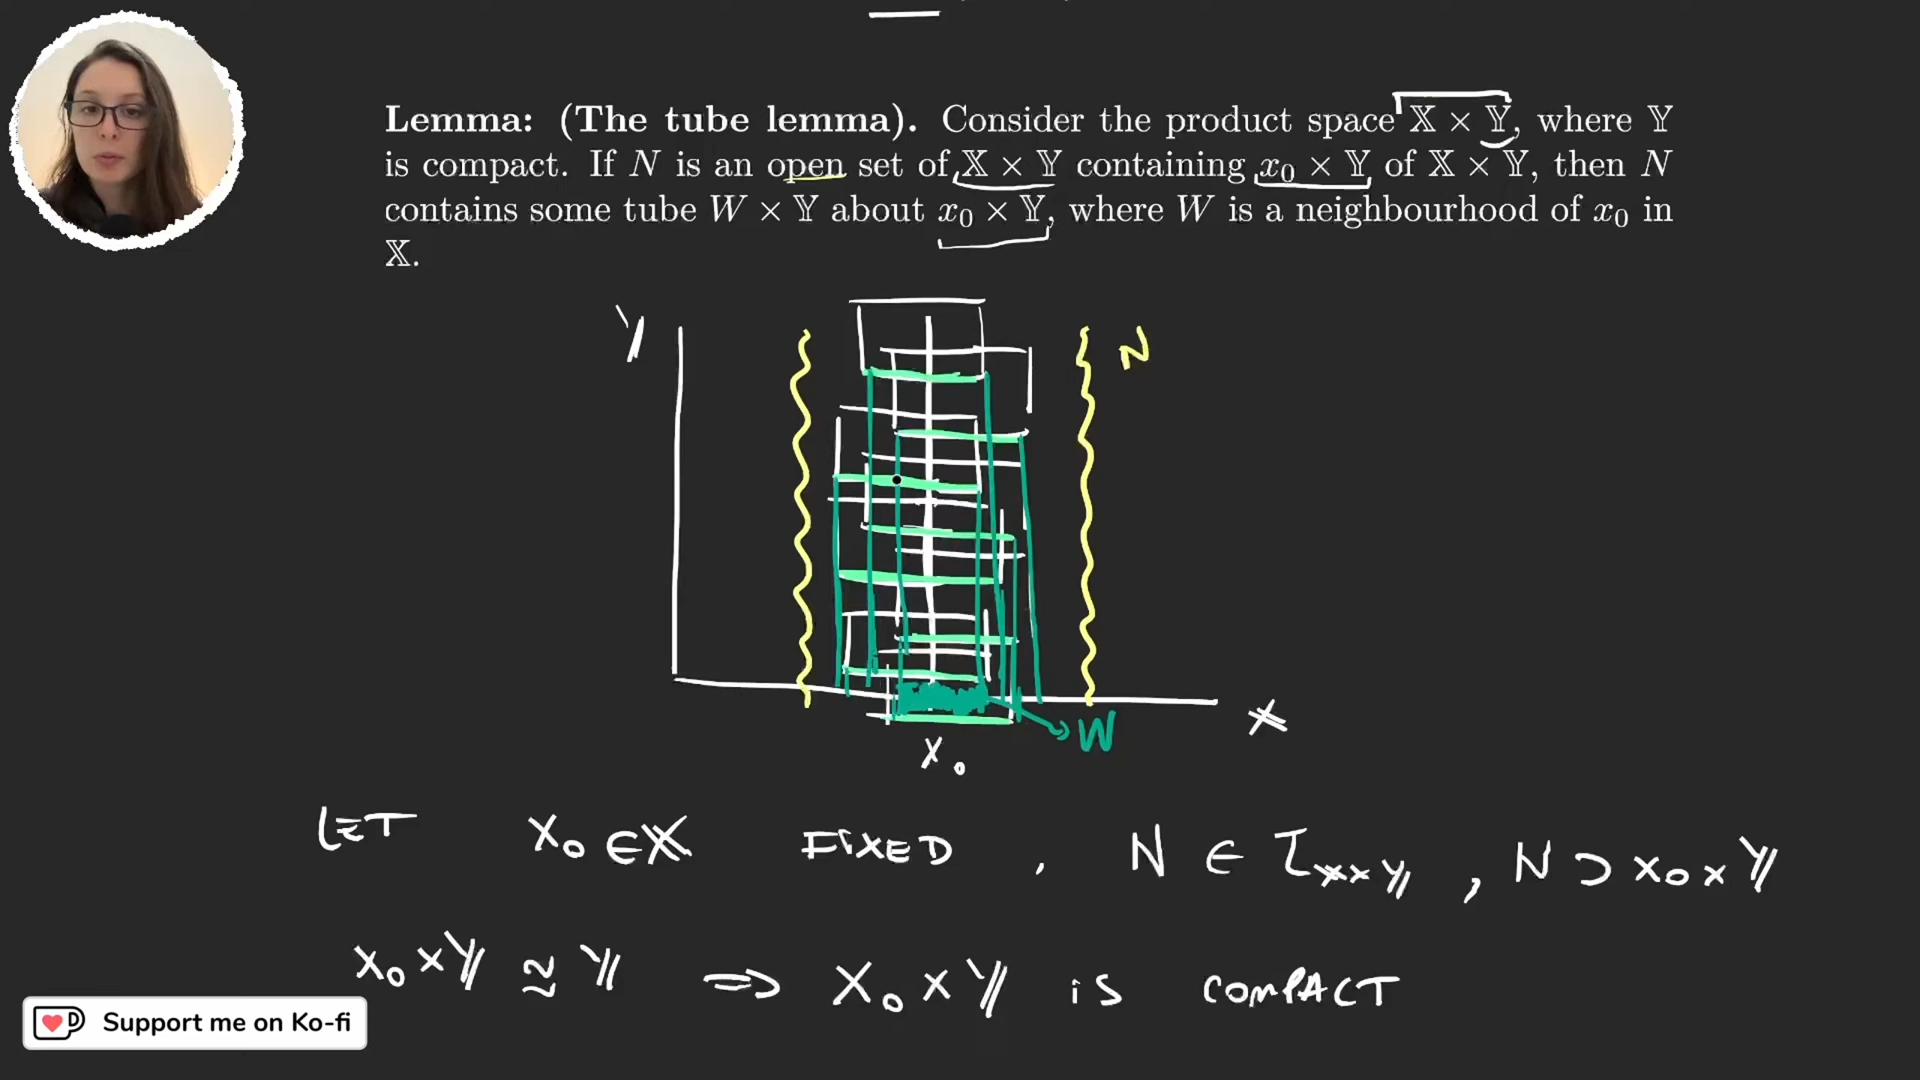 Lemma: (The tube lemma). Consider the product space 𝕏 × 𝕐, where 𝕐
is compact. If N is an open set of 𝕏 × 𝕐 containing x₀ × 𝕐 of 𝕏 × 𝕐, then N
contains some tube W × 𝕐 about x₀ × 𝕐, where W is a neighbourhood of x₀ in
𝕏.
Y
N
𝕏
W
x₀
LET x₀ ∈ 𝕏 FIXED, N ∈ τ𝕏×𝕐, N ⊃ x₀ × 𝕐
x₀ × 𝕐 ≈ 𝕐 ⇒ x₀ × 𝕐 IS COMPACT
Support me on Ko-fi